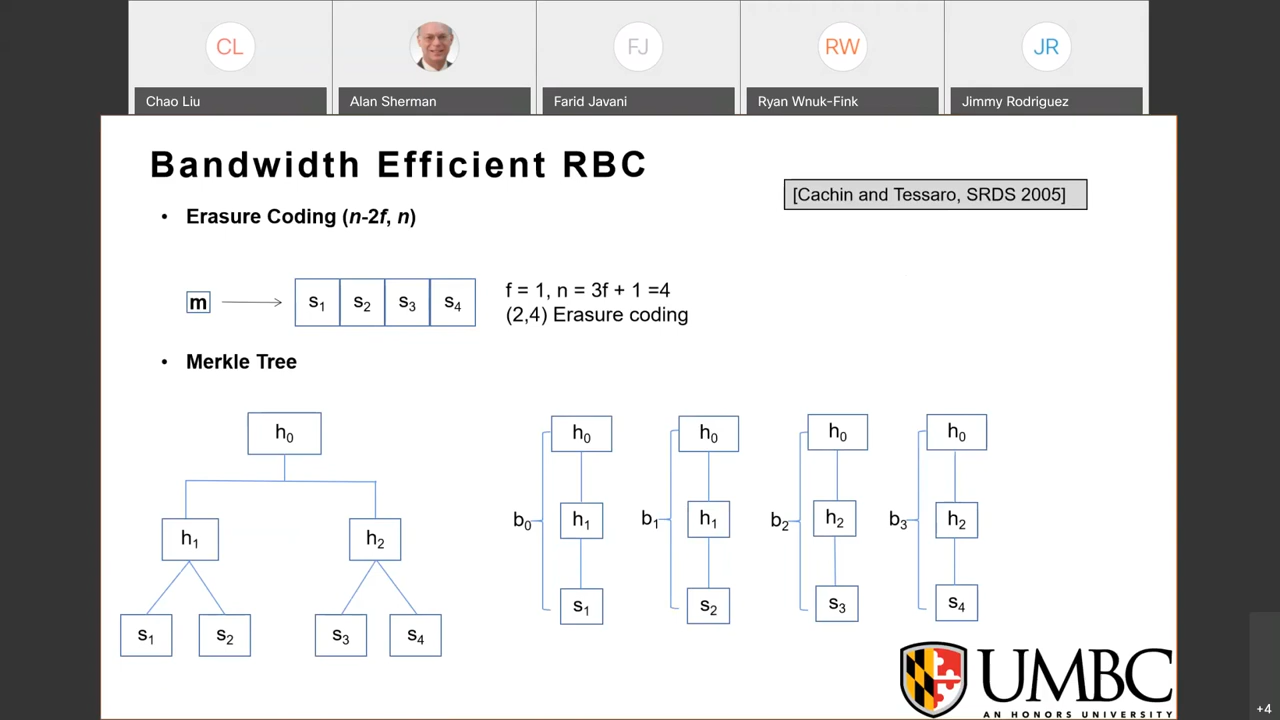 CL
FJ
RW
JR
Chao Liu
Alan Sherman
Farid Javani
Ryan Wnuk-Fink
Jimmy Rodriguez
Bandwidth Efficient RBC
[Cachin and Tessaro, SRDS 2005]
• Erasure Coding (n-2f, n)
m
s1 s2 s3 s4
f = 1, n = 3f + 1 =4
(2,4) Erasure coding
• Merkle Tree
h0
h1 h2
s1 s2 s3 s4
b0
h0
h1
s1
b1
h0
h1
s2
b2
h0
h2
s3
b3
h0
h2
s4
UMBC
AN HONORS UNIVERSITY
+4